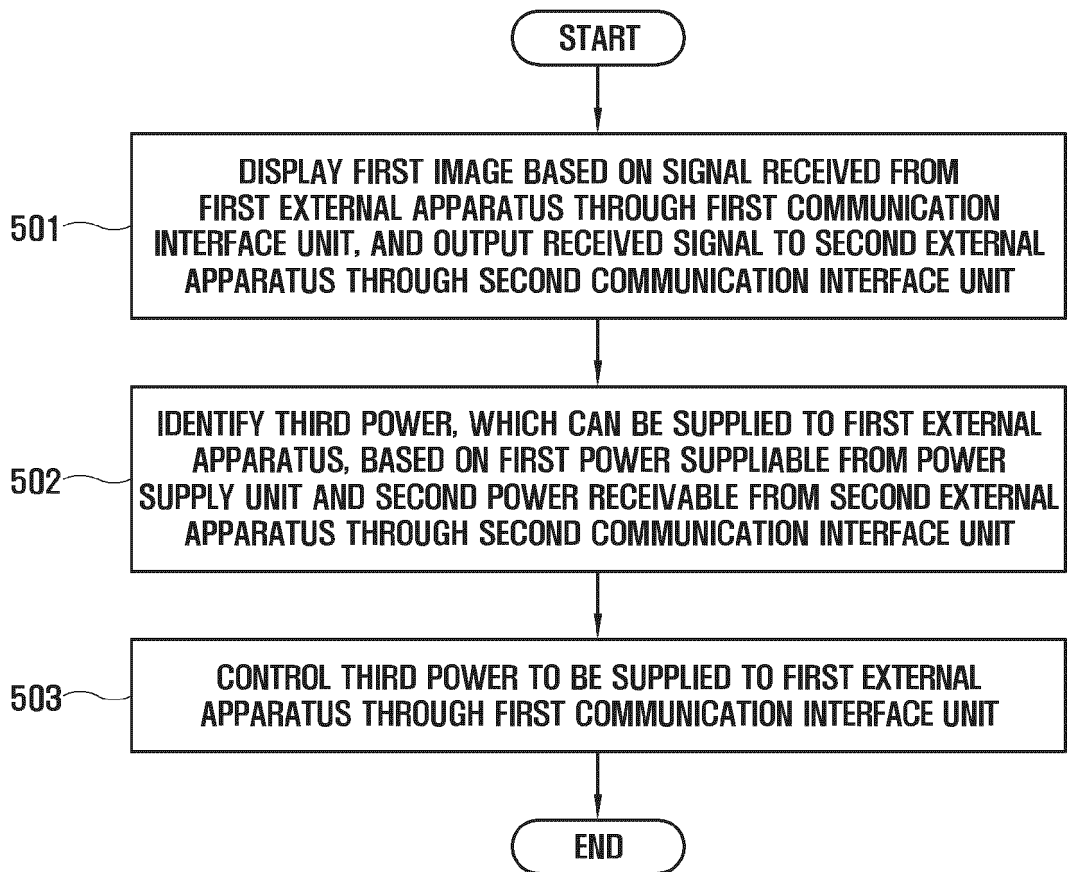 START
DISPLAY FIRST IMAGE BASED ON SIGNAL RECEIVED FROM
FIRST EXTERNAL APPARATUS THROUGH FIRST COMMUNICATION
501
INTERFACE UNIT, AND OUTPUT RECEIVED SIGNAL TO SECOND EXTERNAL
APPARATUS THROUGH SECOND COMMUNICATION INTERFACE UNIT
IDENTIFY THIRD POWER, WHICH CAN BE SUPPLIED TO FIRST EXTERNAL
APPARATUS, BASED ON FIRST POWER SUPPLIABLE FROM POWER
502
SUPPLY UNIT AND SECOND POWER RECEIVABLE FROM SECOND EXTERNAL
APPARATUS THROUGH SECOND COMMUNICATION INTERFACE UNIT
CONTROL THIRD POWER TO BE SUPPLIED TO FIRST EXTERNAL
503
APPARATUS THROUGH FIRST COMMUNICATION INTERFACE UNIT
END